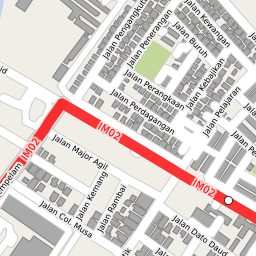 Jalan Pengangkutan
Jalan Penerangan
Jalan Kewangan
Jalan Buruh
Jalan Kebajikan
Jalan Pelajaran
Jalan Perangkaan
Jalan Perdagangan
IM02
IM02
IM02
Jalan Major Agil
Jalan Kemang
Jalan Rambai
Jalan Col. Musa
Jalan Dato Daud